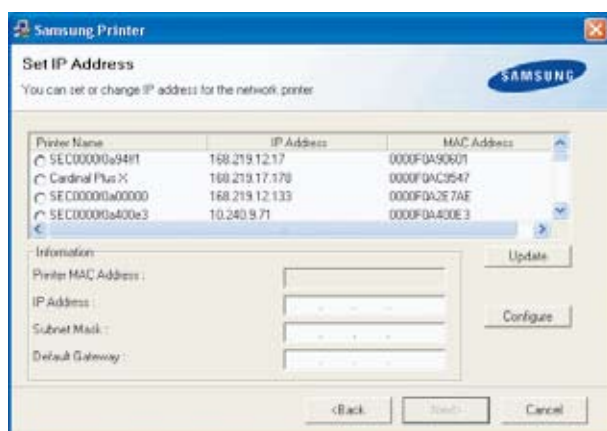 Samsung Printer
Set IP Address
You can set or change IP address for the network printer
SAMSUNG
Printer Name IP Address MAC Address
168.219.12.17 0000F0A90601
Cardinal Plus X 168.219.17.178 0000F0AC9547
SEC0000f0a00000 168.219.12.133 0000F0A2E7AE
SEC0000f0a400e3 10.240.9.71 0000F0A400E3
Information
Update
Printer MAC Address :
IP Address :
Configure
Subnet Mask :
Default Gateway :
<Back Next> Cancel